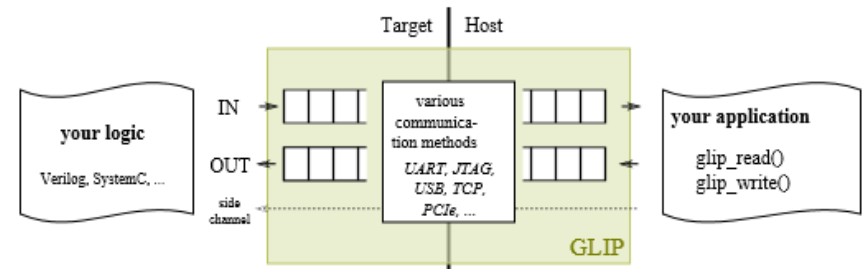 Target Host
your logic
Verilog, SystemC, ...
IN
OUT
side
channel
various
communica-
tion methods
UART, JTAG,
USB, TCP,
PCIe, ...
GLIP
your application
glip_read()
glip_write()